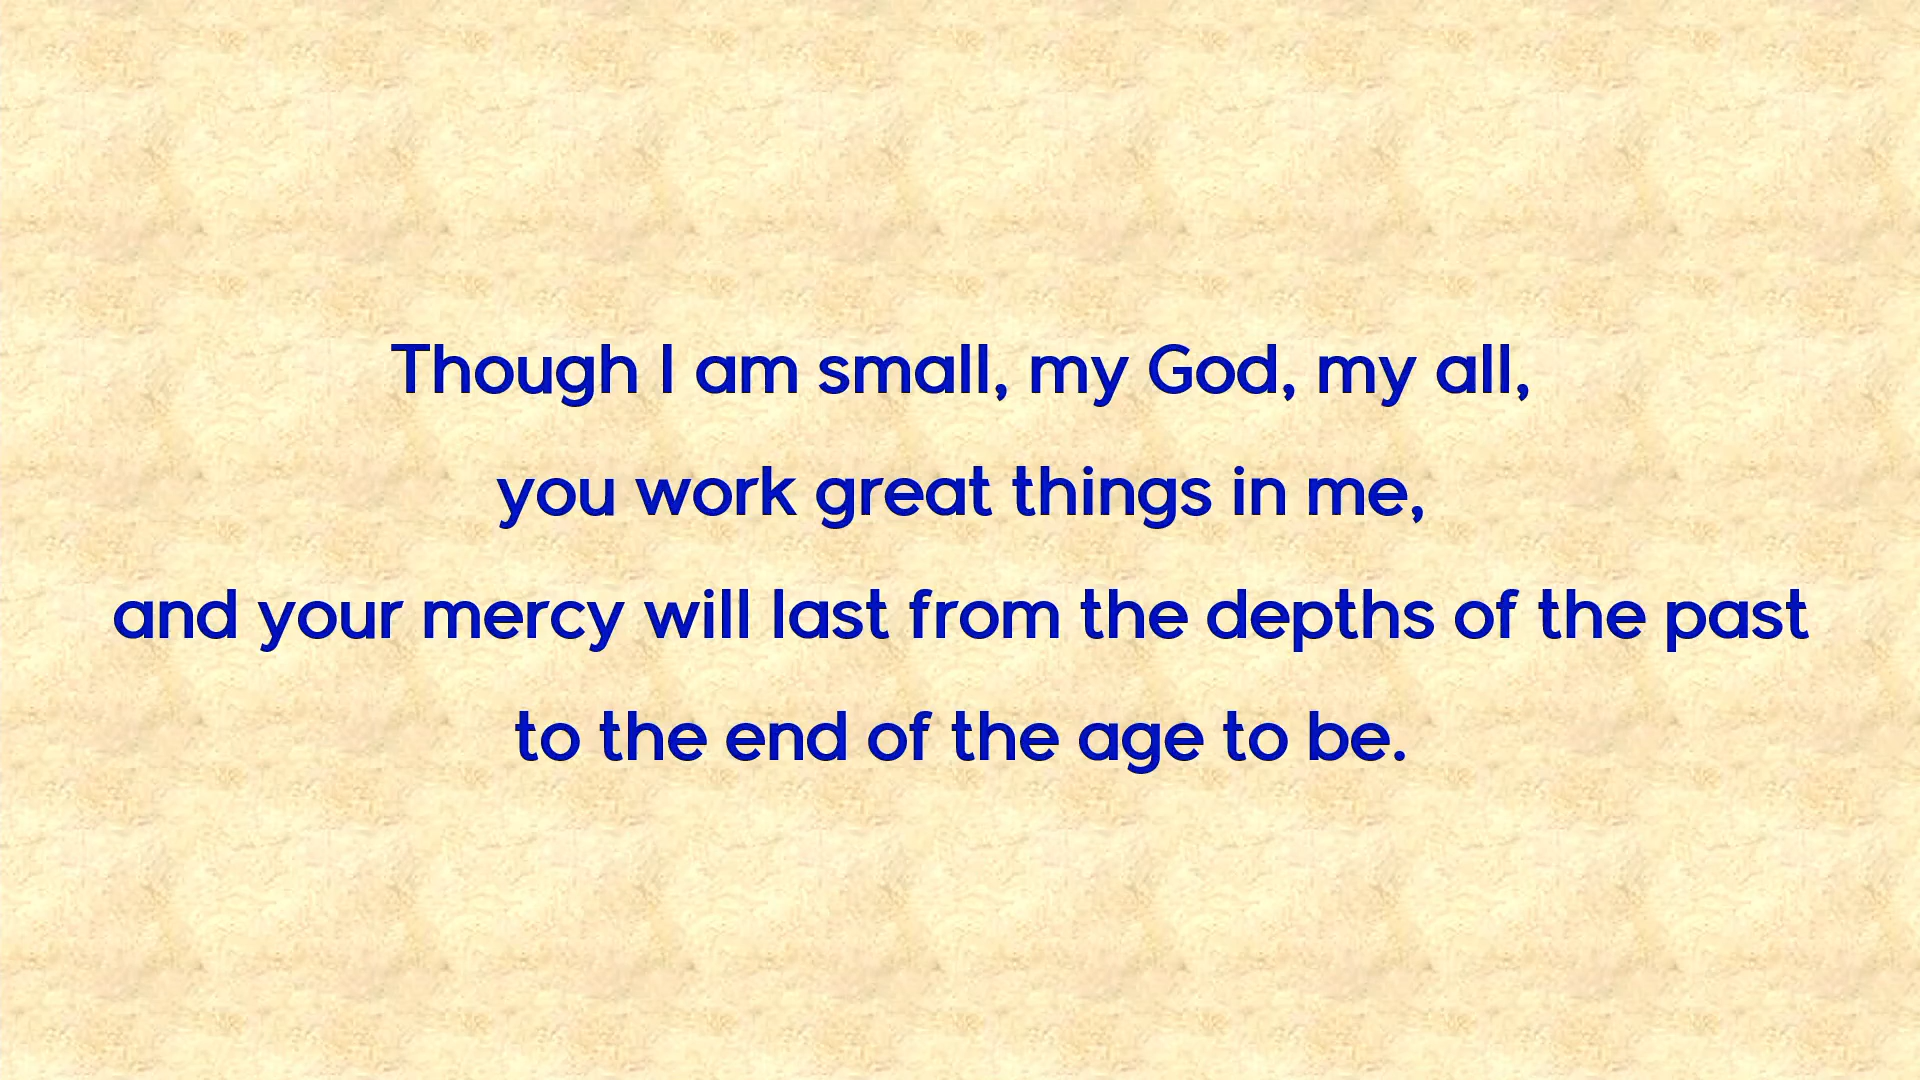 Though I am small, my God, my all,
you work great things in me,
and your mercy will last from the depths of the past
to the end of the age to be.